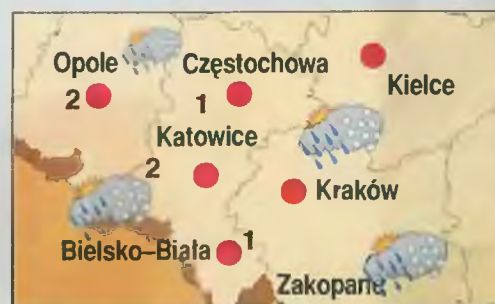 Opole
2
Częstochowa
1
Kielce
Katowice
2
Kraków
Bielsko–Biała
1
Zakopane